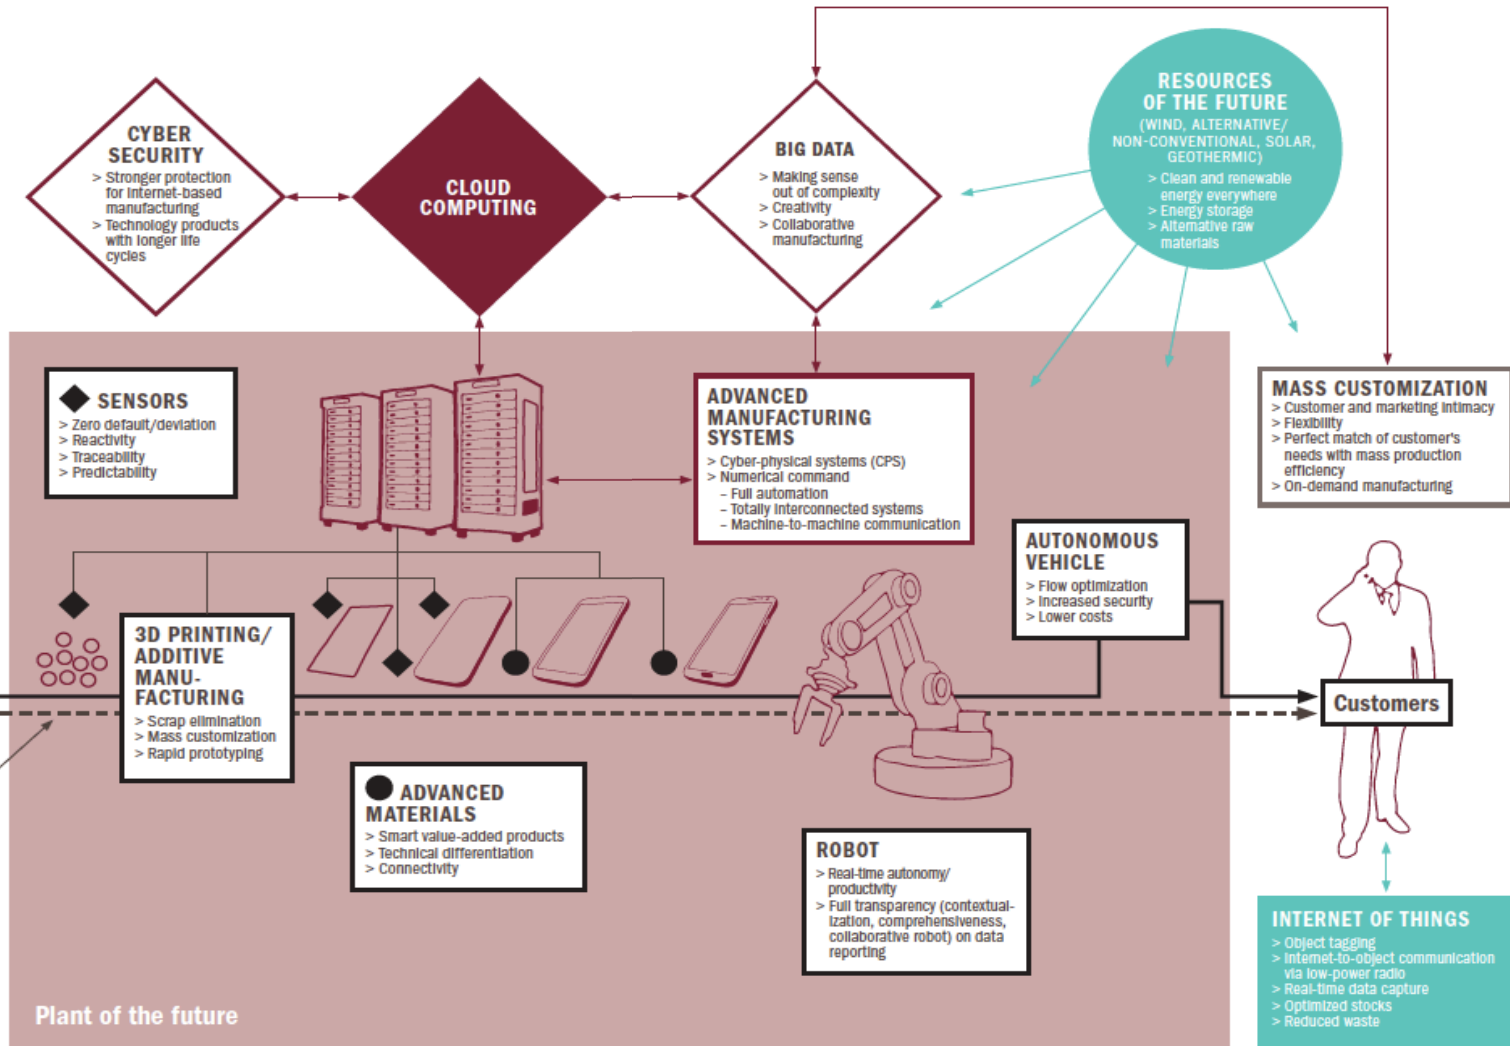 CYBER
SECURITY
> Stronger protection
for Internet-based
manufacturing
> Technology products
with longer life
cycles
CLOUD
COMPUTING
BIG DATA
> Making sense
out of complexity
> Creativity
> Collaborative
manufacturing
RESOURCES
OF THE FUTURE
(WIND, ALTERNATIVE/
NON-CONVENTIONAL, SOLAR,
GEOTHERMIC)
> Clean and renewable
energy everywhere
> Energy storage
> Alternative raw
materials
SENSORS
> Zero default/deviation
> Reactivity
> Traceability
> Predictability
ADVANCED
MANUFACTURING
SYSTEMS
> Cyber-physical systems (CPS)
> Numerical command
– Full automation
– Totally interconnected systems
– Machine-to-machine communication
MASS CUSTOMIZATION
> Customer and marketing intimacy
> Flexibility
> Perfect match of customer's
needs with mass production
efficiency
> On-demand manufacturing
AUTONOMOUS
VEHICLE
> Flow optimization
> Increased security
> Lower costs
3D PRINTING/
ADDITIVE
MANU-
FACTURING
> Scrap elimination
> Mass customization
> Rapid prototyping
Customers
ADVANCED
MATERIALS
> Smart value-added products
> Technical differentiation
> Connectivity
ROBOT
> Real-time autonomy/
productivity
> Full transparency (contextual-
ization, comprehensiveness,
collaborative robot) on data
reporting
INTERNET OF THINGS
> Object tagging
> Internet-to-object communication
via low-power radio
> Real-time data capture
> Optimized stocks
> Reduced waste
Plant of the future